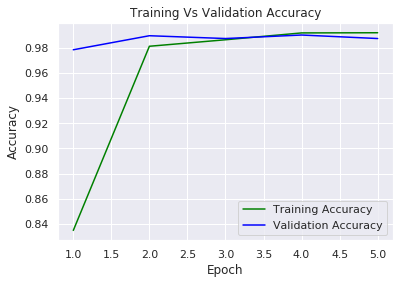 Training Vs Validation Accuracy
0.98
0.96
0.94
0.92
0.90
0.88
0.86
0.84
Accuracy
Training Accuracy
Validation Accuracy
1.0 1.5 2.0 2.5 3.0 3.5 4.0 4.5 5.0
Epoch